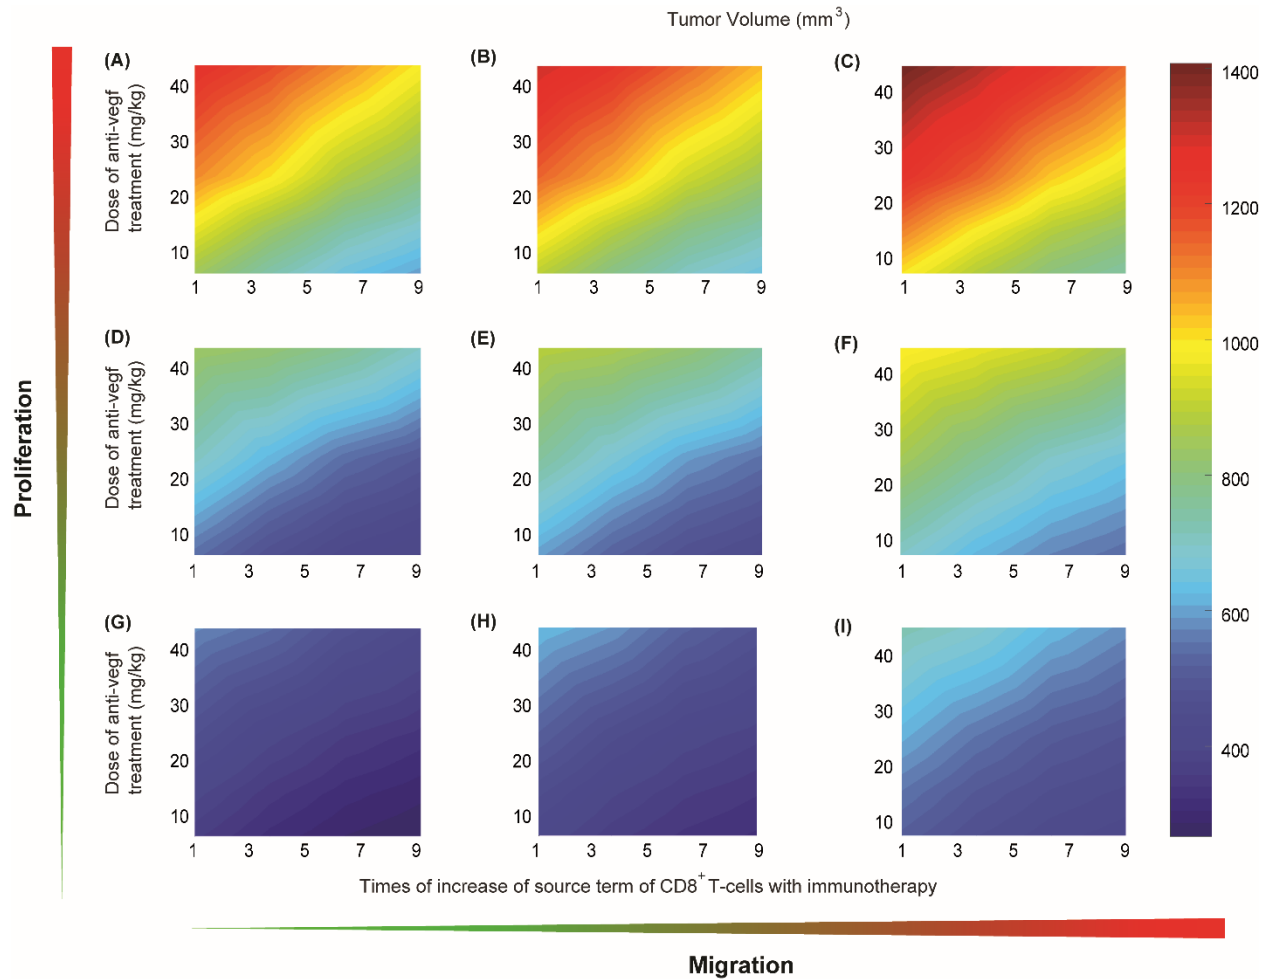 Tumor Volume (mm³)
(A)
(B)
(C)
Dose of anti-vegf
treatment (mg/kg)
40
30
20
10
1 3 5 7 9
40
30
20
10
1 3 5 7 9
40
30
20
10
1 3 5 7 9
1400
1200
1000
800
600
400
Proliferation
(D)
(E)
(F)
Dose of anti-vegf
treatment (mg/kg)
40
30
20
10
1 3 5 7 9
40
30
20
10
1 3 5 7 9
40
30
20
10
1 3 5 7 9
(G)
(H)
(I)
Dose of anti-vegf
treatment (mg/kg)
40
30
20
10
1 3 5 7 9
40
30
20
10
1 3 5 7 9
40
30
20
10
1 3 5 7 9
Times of increase of source term of CD8⁺ T-cells with immunotherapy
Migration